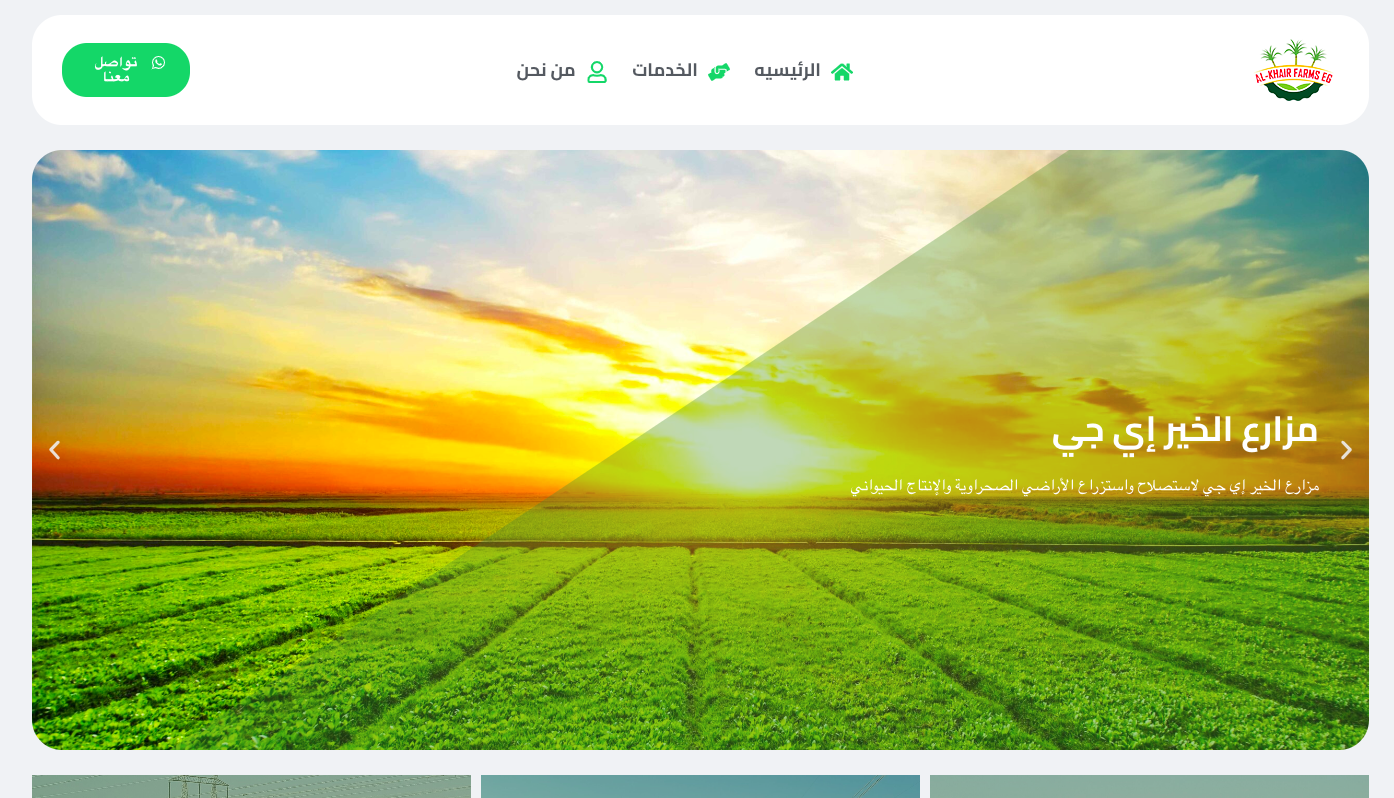 AL-KHAIR FARMS EG
الرئيسيه
الخدمات
من نحن
تواصل
معنا
مزارع الخير إي جي
مزارع الخير إي جي لاستصلاح واستزراع الأراضي الصحراوية والإنتاج الحيواني